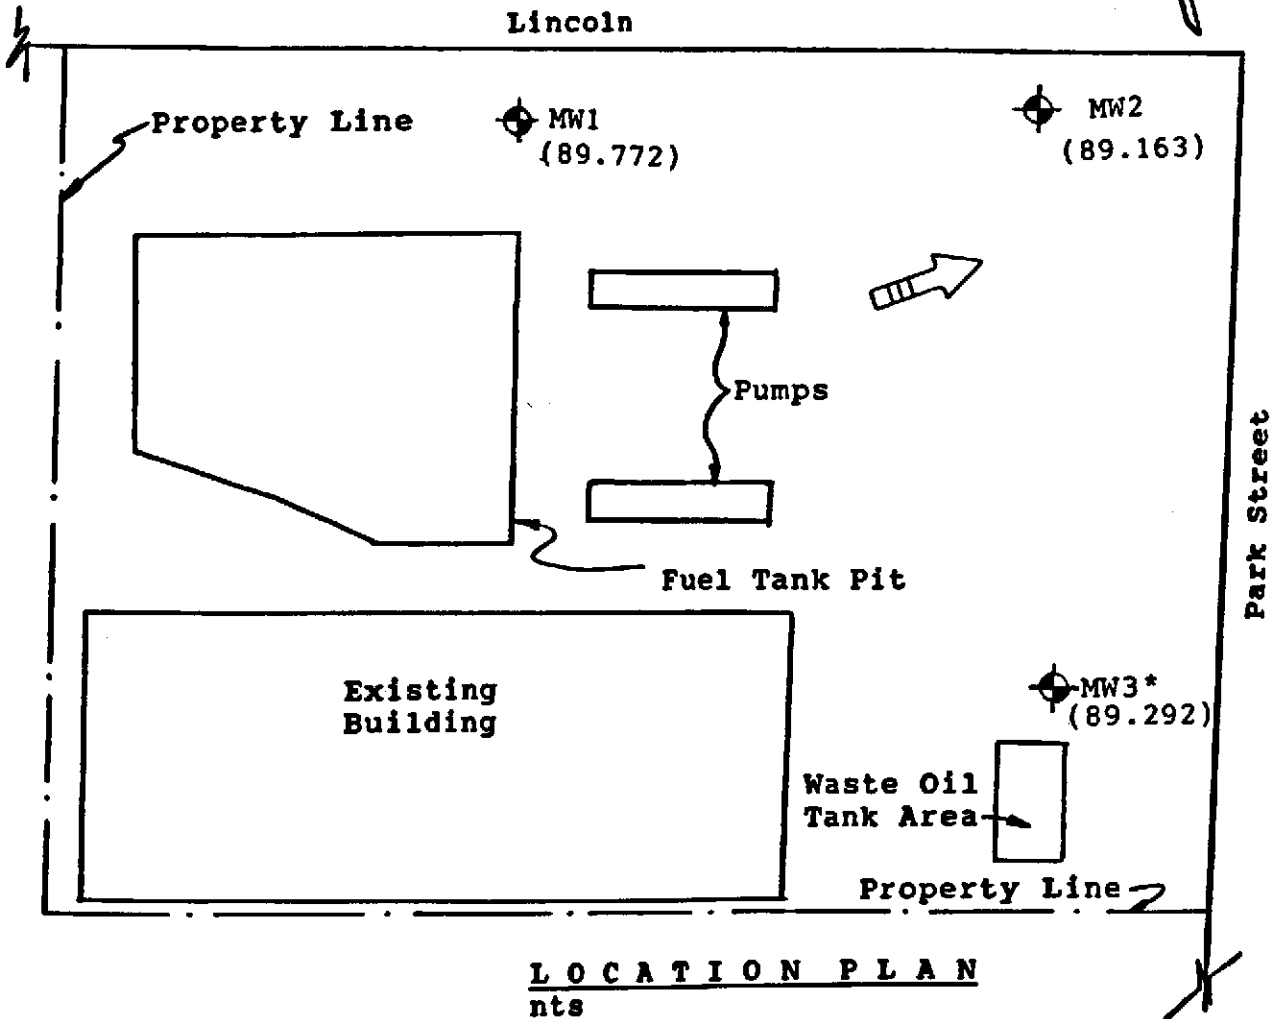 Lincoln
Property Line
MW1
(89.772)
MW2
(89.163)
Pumps
Park Street
Fuel Tank Pit
Existing
Building
MW3*
(89.292)
Waste Oil
Tank Area
Property Line
LOCATION PLAN
nts